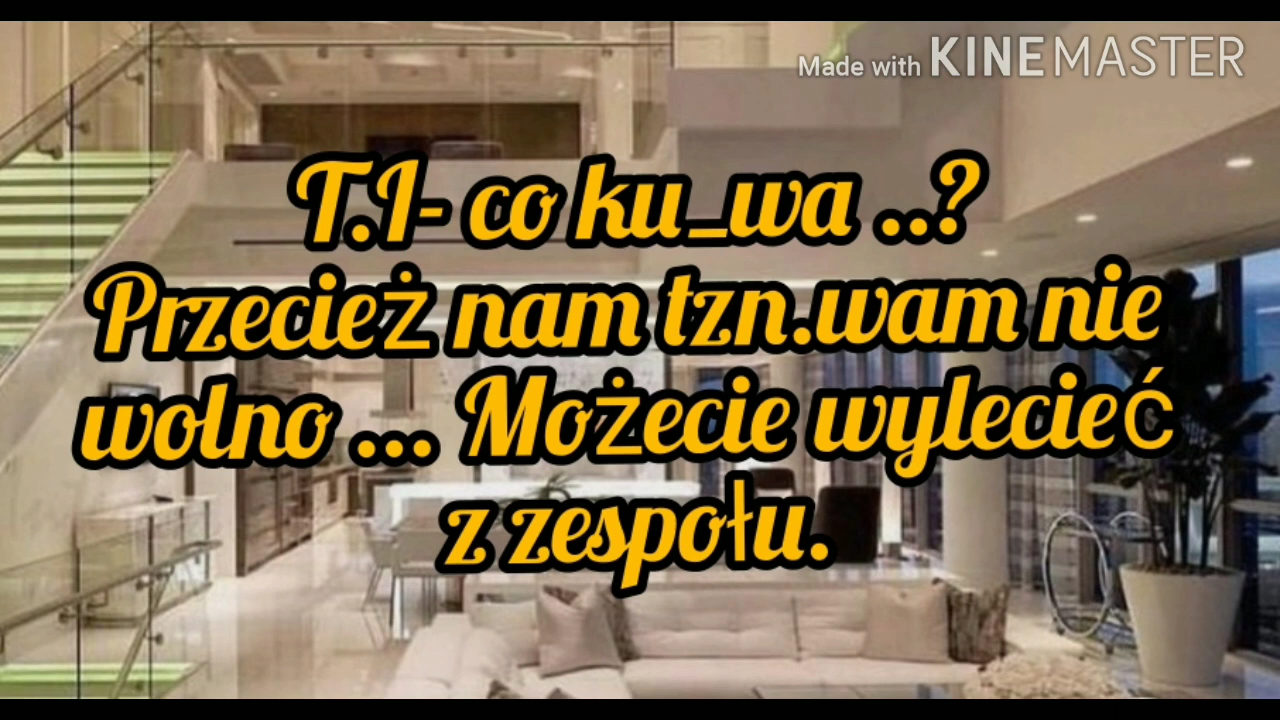 Made with KINEMASTER
T.I- co ku_wa ..?
Przecież nam tzn.wam nie
wolno ... Możecie wylecieć
z zespołu.